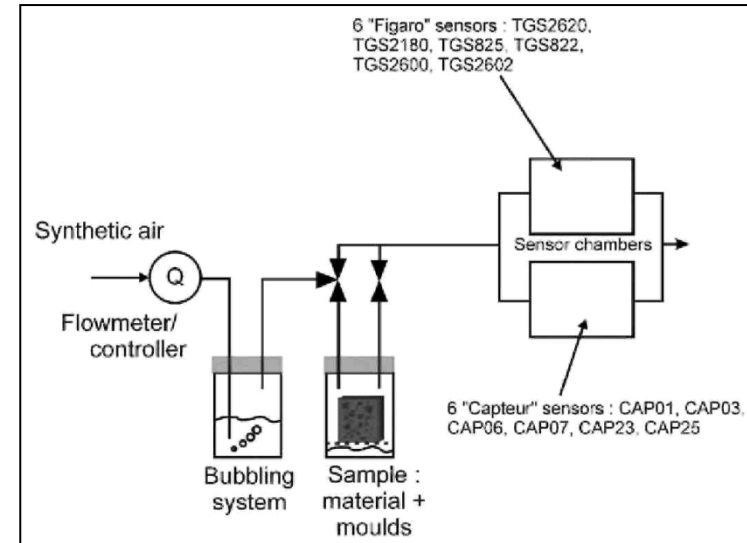 6 "Figaro" sensors : TGS2620,
TGS2180, TGS825, TGS822,
TGS2600, TGS2602
Synthetic air
Q
Sensor chambers
Flowmeter/
controller
6 "Capteur" sensors : CAP01, CAP03,
CAP06, CAP07, CAP23, CAP25
Bubbling
system
Sample :
material +
moulds